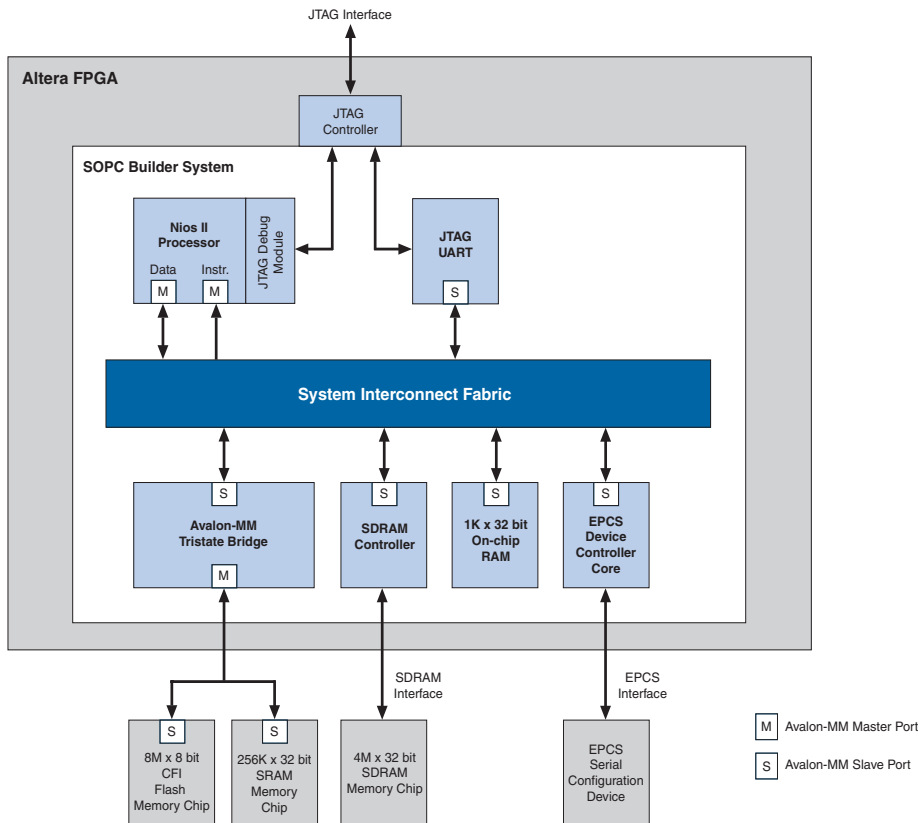 JTAG Interface
Altera FPGA
JTAG
Controller
SOPC Builder System
Nios II
Processor
Data
Instr.
M
M
JTAG Debug
Module
JTAG
UART
S
System Interconnect Fabric
S
Avalon-MM
Tristate Bridge
M
S
SDRAM
Controller
S
1K x 32 bit
On-chip
RAM
S
EPCS
Device
Controller
Core
SDRAM
Interface
EPCS
Interface
S
8M x 8 bit
CFI
Flash
Memory Chip
S
256K x 32 bit
SRAM
Memory
Chip
4M x 32 bit
SDRAM
Memory Chip
EPCS
Serial
Configuration
Device
M Avalon-MM Master Port
S Avalon-MM Slave Port